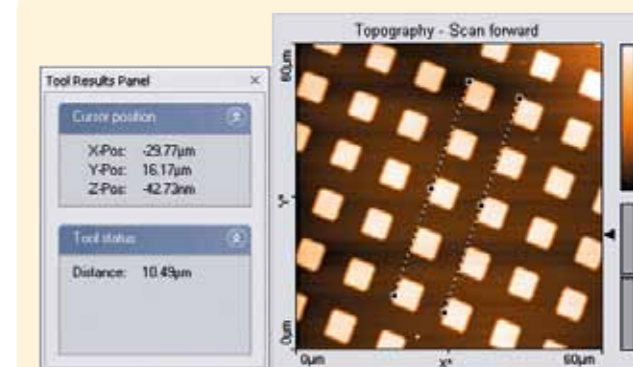 Topography - Scan forward
Tool Results Panel
Cursor position
X-Pos: -29.77µm
Y-Pos: 16.17µm
Z-Pos: -42.73nm
Tool status
Distance: 10.49µm
60µm
Y*
0µm
0µm
X*
60µm